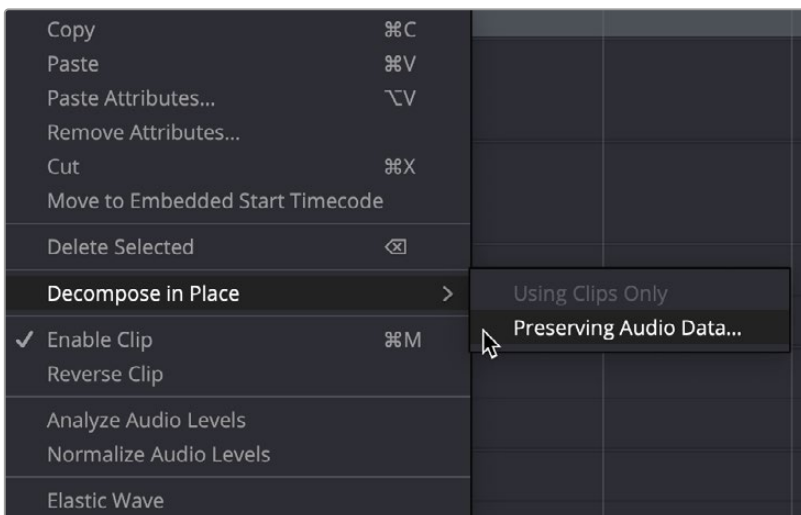 Copy ⌘C
Paste ⌘V
Paste Attributes... ⌥V
Remove Attributes...
Cut ⌘X
Move to Embedded Start Timecode
Delete Selected ⌫
Decompose in Place >
Using Clips Only
Preserving Audio Data...
✓ Enable Clip ⌘M
Reverse Clip
Analyze Audio Levels
Normalize Audio Levels
Elastic Wave